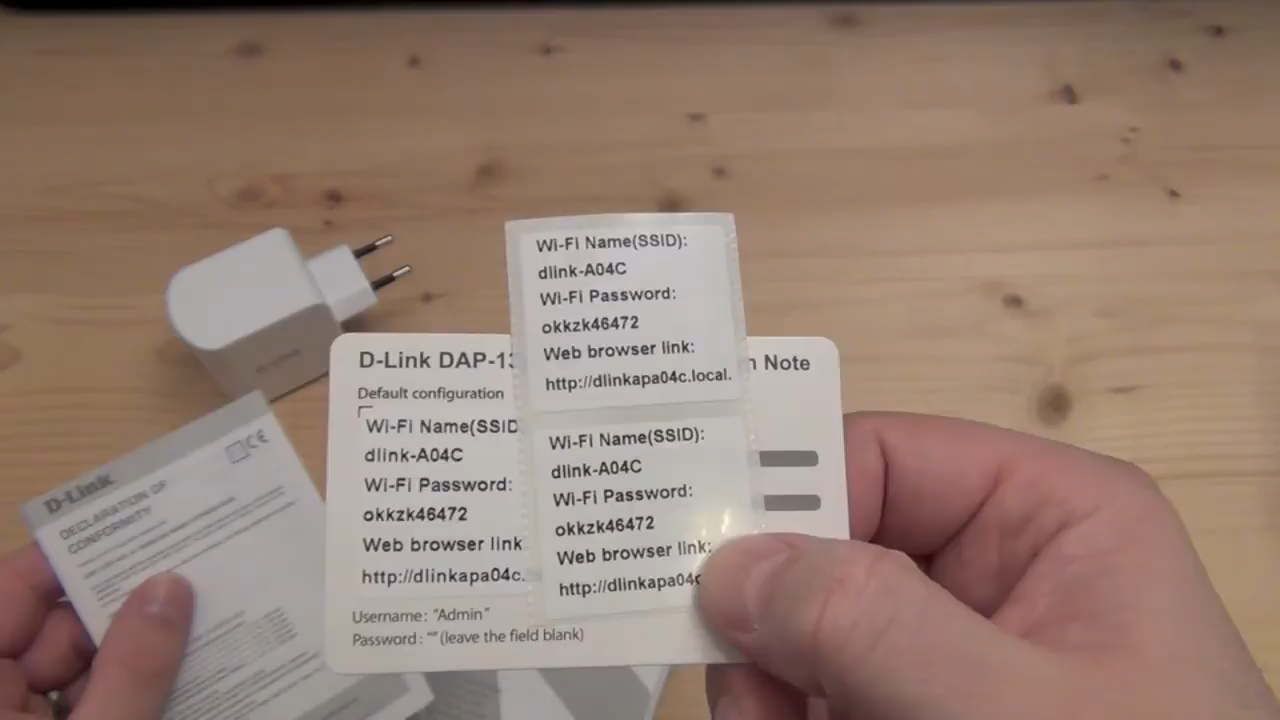 Wi-Fi Name(SSID):
dlink-A04C
Wi-Fi Password:
okkzk46472
Web browser link:
http://dlinkapa04c.local.
D-Link DAP-13
Note
Default configuration
Wi-Fi Name(SSID
dlink-A04C
Wi-Fi Password:
okkzk46472
Web browser link
http://dlinkapa04c.
Username: "Admin"
Password: "" (leave the field blank)
Wi-Fi Name(SSID):
dlink-A04C
Wi-Fi Password:
okkzk46472
Web browser link:
http://dlinkapa04c
D-Link
DECLARATION OF
CONFORMITY
CE